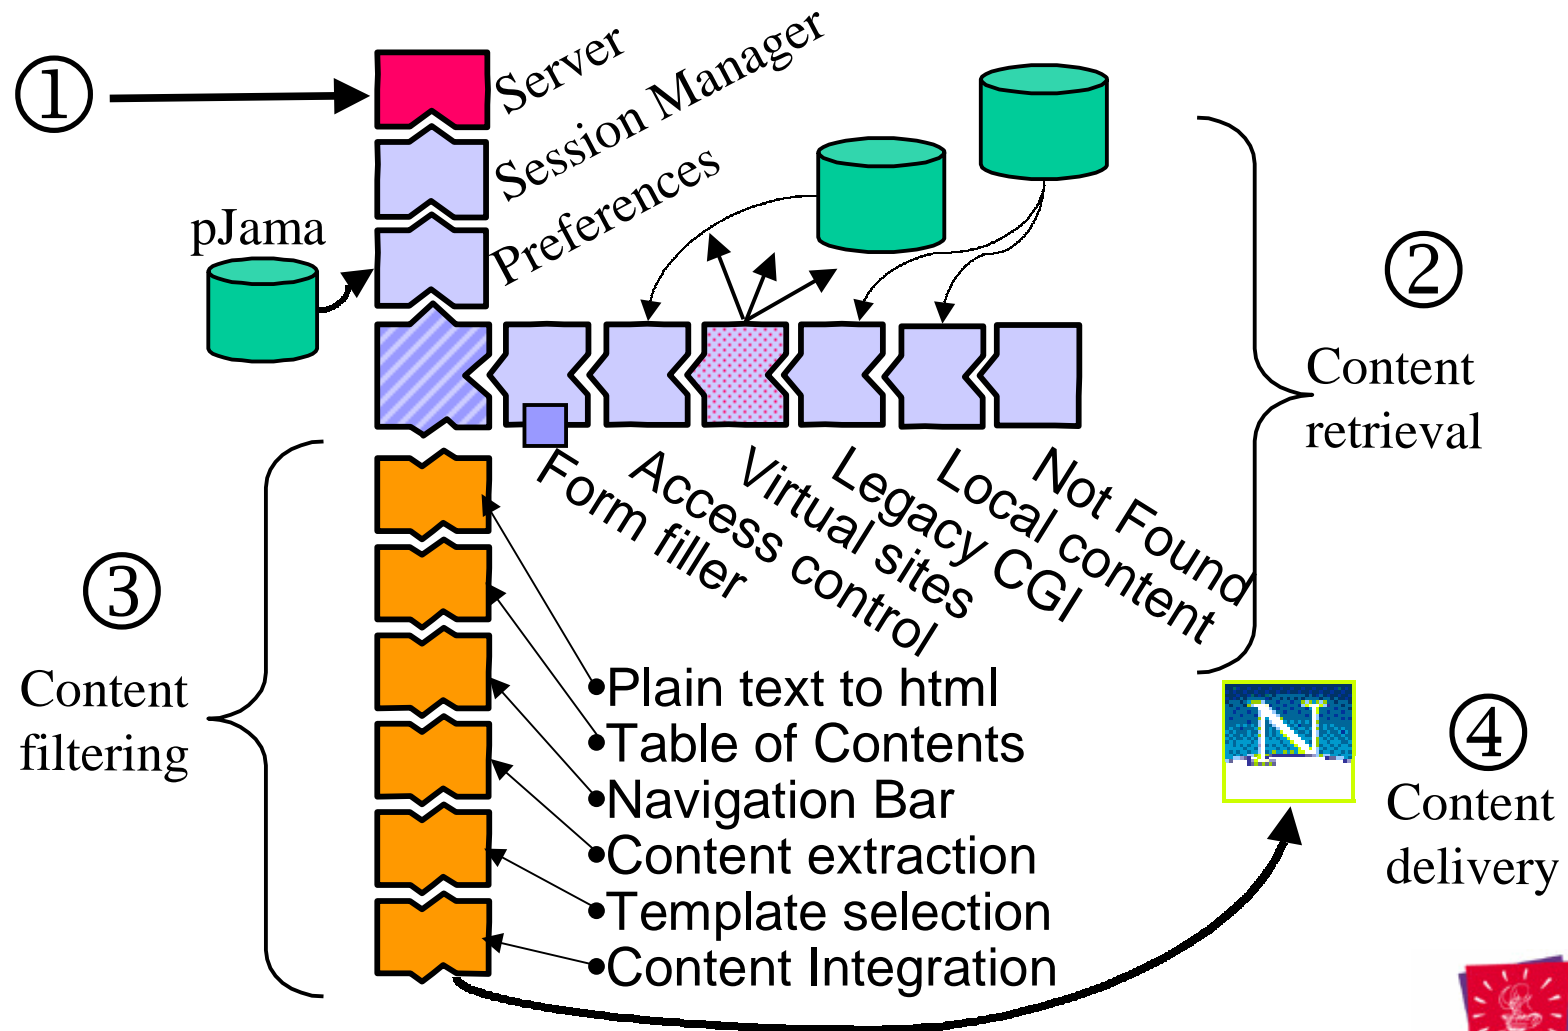 ①
Server
Session Manager
Preferences
pJama
②
Content
retrieval
Form filler
Access control
Virtual sites
Legacy CGI
Local content
Not Found
③
Content
filtering
•Plain text to html
•Table of Contents
•Navigation Bar
•Content extraction
•Template selection
•Content Integration
N
④
Content
delivery